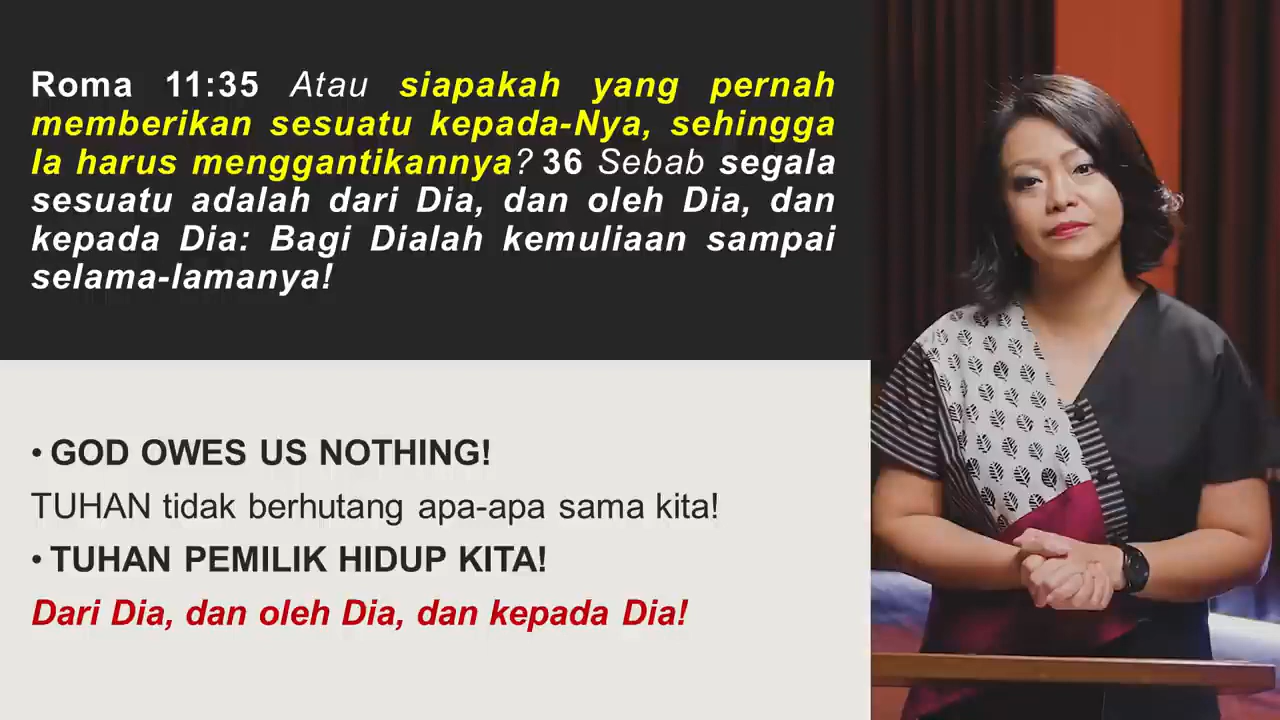 Roma 11:35 Atau siapakah yang pernah
memberikan sesuatu kepada-Nya, sehingga
Ia harus menggantikannya? 36 Sebab segala
sesuatu adalah dari Dia, dan oleh Dia, dan
kepada Dia: Bagi Dialah kemuliaan sampai
selama-lamanya!
• GOD OWES US NOTHING!
TUHAN tidak berhutang apa-apa sama kita!
• TUHAN PEMILIK HIDUP KITA!
Dari Dia, dan oleh Dia, dan kepada Dia!